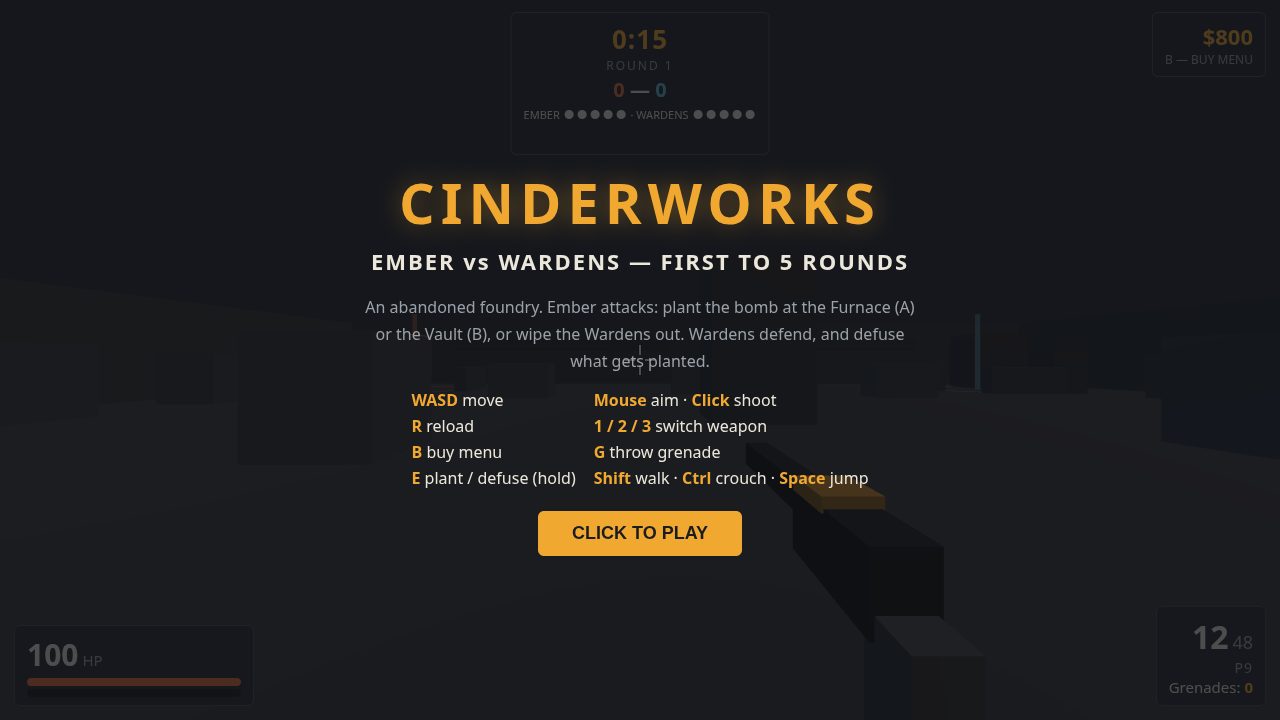 0:15
ROUND 1
0 — 0
EMBER ●●●●● · WARDENS ●●●●●
$800
B — BUY MENU
CINDERWORKS
EMBER vs WARDENS — FIRST TO 5 ROUNDS
An abandoned foundry. Ember attacks: plant the bomb at the Furnace (A)
or the Vault (B), or wipe the Wardens out. Wardens defend, and defuse
what gets planted.
WASD move
Mouse aim · Click shoot
R reload
1 / 2 / 3 switch weapon
B buy menu
G throw grenade
E plant / defuse (hold)
Shift walk · Ctrl crouch · Space jump
CLICK TO PLAY
100 HP
12 48
P9
Grenades: 0